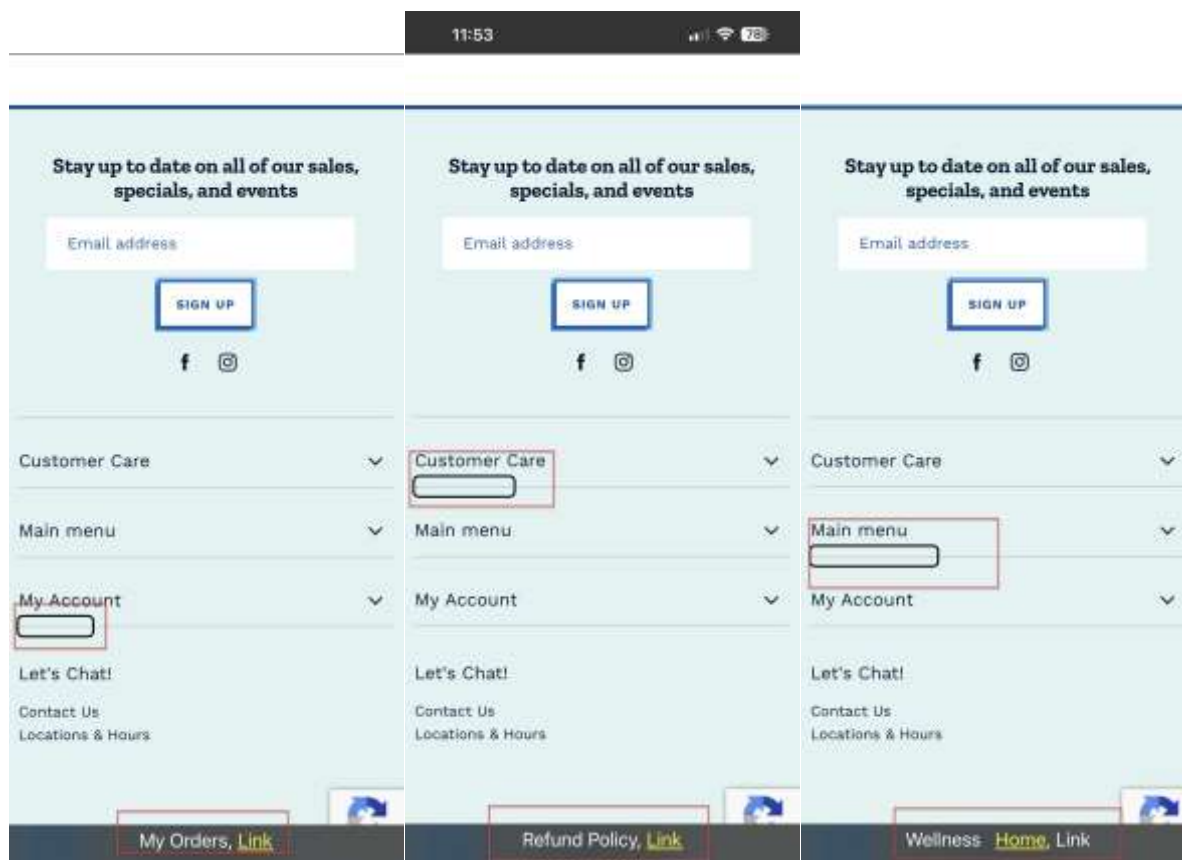 11:53
78
Stay up to date on all of our sales,
specials, and events
Email address
SIGN UP
Customer Care
Main menu
My Account
Let's Chat!
Contact Us
Locations & Hours
My Orders, Link
Stay up to date on all of our sales,
specials, and events
Email address
SIGN UP
Customer Care
Main menu
My Account
Let's Chat!
Contact Us
Locations & Hours
Refund Policy, Link
Stay up to date on all of our sales,
specials, and events
Email address
SIGN UP
Customer Care
Main menu
My Account
Let's Chat!
Contact Us
Locations & Hours
Wellness Home, Link